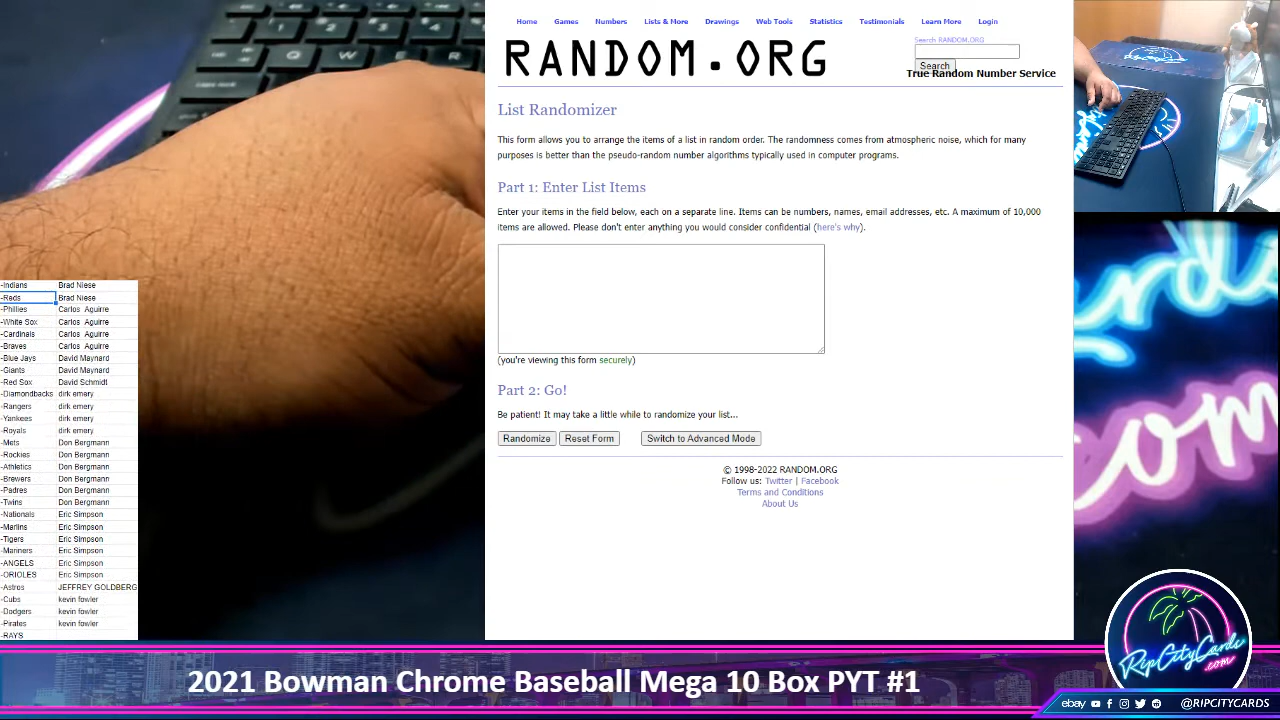 Home Games Numbers Lists & More Drawings Web Tools Statistics Testimonials Learn More Login
RANDOM.ORG
Search RANDOM.ORG
Search
True Random Number Service
List Randomizer
This form allows you to arrange the items of a list in random order. The randomness comes from atmospheric noise, which for many
purposes is better than the pseudo-random number algorithms typically used in computer programs.
Part 1: Enter List Items
Enter your items in the field below, each on a separate line. Items can be numbers, names, email addresses, etc. A maximum of 10,000
items are allowed. Please don't enter anything you would consider confidential (here's why).
(you're viewing this form securely)
Part 2: Go!
Be patient! It may take a little while to randomize your list...
Randomize Reset Form Switch to Advanced Mode
© 1998-2022 RANDOM.ORG
Follow us: Twitter | Facebook
Terms and Conditions
About Us
-Indians Brad Niese
-Reds Brad Niese
-Phillies Carlos Aguirre
-White Sox Carlos Aguirre
-Cardinals Carlos Aguirre
-Braves Carlos Aguirre
-Blue Jays David Maynard
-Giants David Maynard
-Red Sox David Schmidt
-Diamondbacks dirk emery
-Rangers dirk emery
-Yankees dirk emery
-Royals dirk emery
-Mets Don Bergmann
-Rockies Don Bergmann
-Athletics Don Bergmann
-Brewers Don Bergmann
-Padres Don Bergmann
-Twins Don Bergmann
-Nationals Eric Simpson
-Marlins Eric Simpson
-Tigers Eric Simpson
-Mariners Eric Simpson
-ANGELS Eric Simpson
-ORIOLES Eric Simpson
-Astros JEFFREY GOLDBERG
-Cubs kevin fowler
-Dodgers kevin fowler
-Pirates kevin fowler
-RAYS
2021 Bowman Chrome Baseball Mega 10 Box PYT #1
RipCityCards
.com
ebay @RIPCITYCARDS